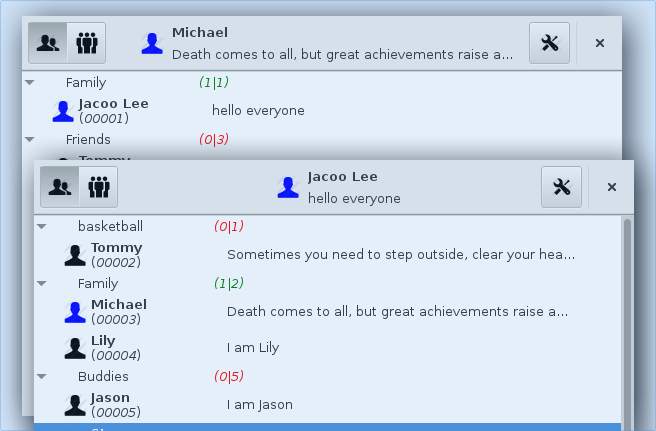 Michael
Death comes to all, but great achievements raise a...
Family (1|1)
Jacoo Lee
(00001)
hello everyone
Friends (0|3)
Jacoo Lee
hello everyone
basketball (0|1)
Tommy
(00002)
Sometimes you need to step outside, clear your hea...
Family (1|2)
Michael
(00003)
Death comes to all, but great achievements raise a...
Lily
(00004)
I am Lily
Buddies (0|5)
Jason
(00005)
I am Jason